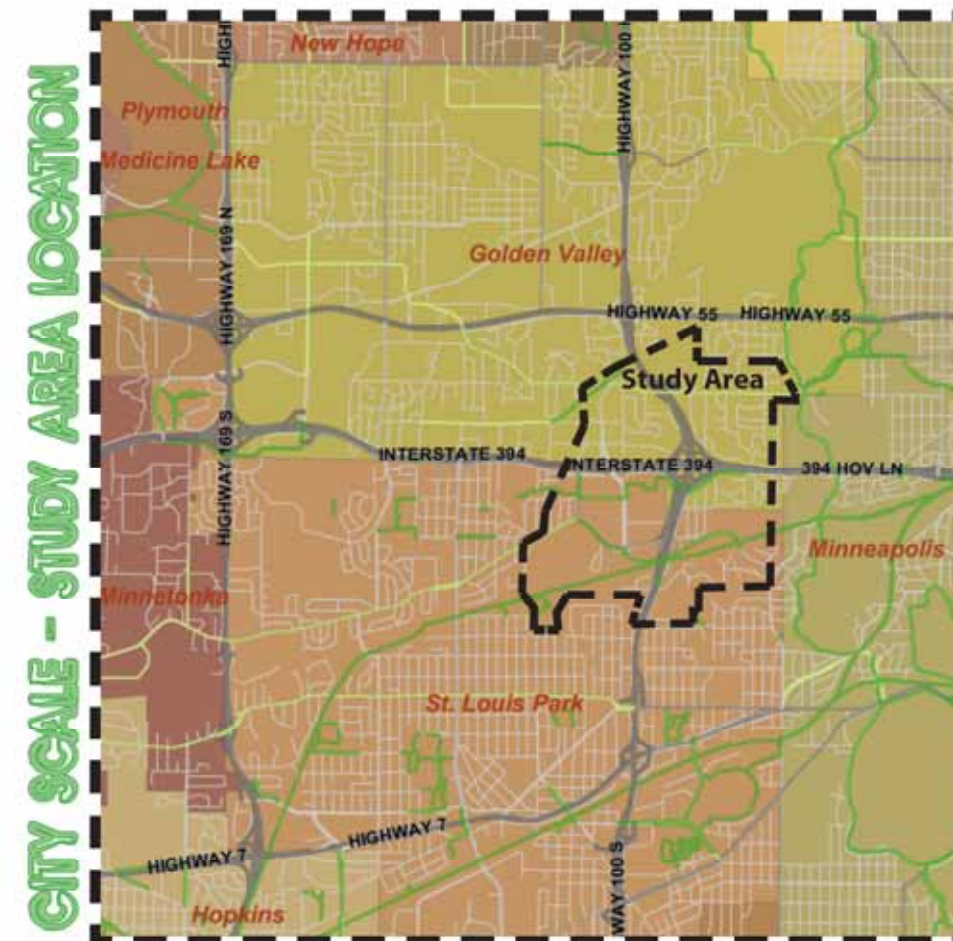 CITY SCALE - STUDY AREA LOCATION
New Hope
HIGH
HIGHWAY 100
Plymouth
Medicine Lake
HIGHWAY 169 N
Golden Valley
HIGHWAY 55
HIGHWAY 55
Study Area
HIGHWAY 169 S
INTERSTATE 394
INTERSTATE 394
394 HOV LN
Minneapolis
Minnetonka
St. Louis Park
HIGHWAY 7
HIGHWAY 7
WAY 100 S
Hopkins